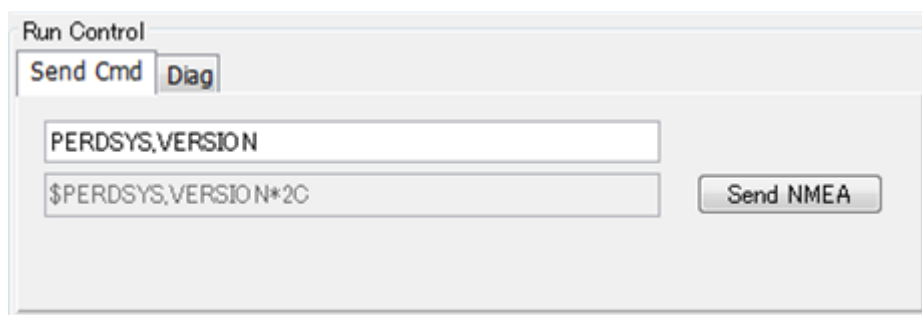 Run Control
Send Cmd Diag
PERDSYS,VERSION
$PERDSYS,VERSION*2C
Send NMEA